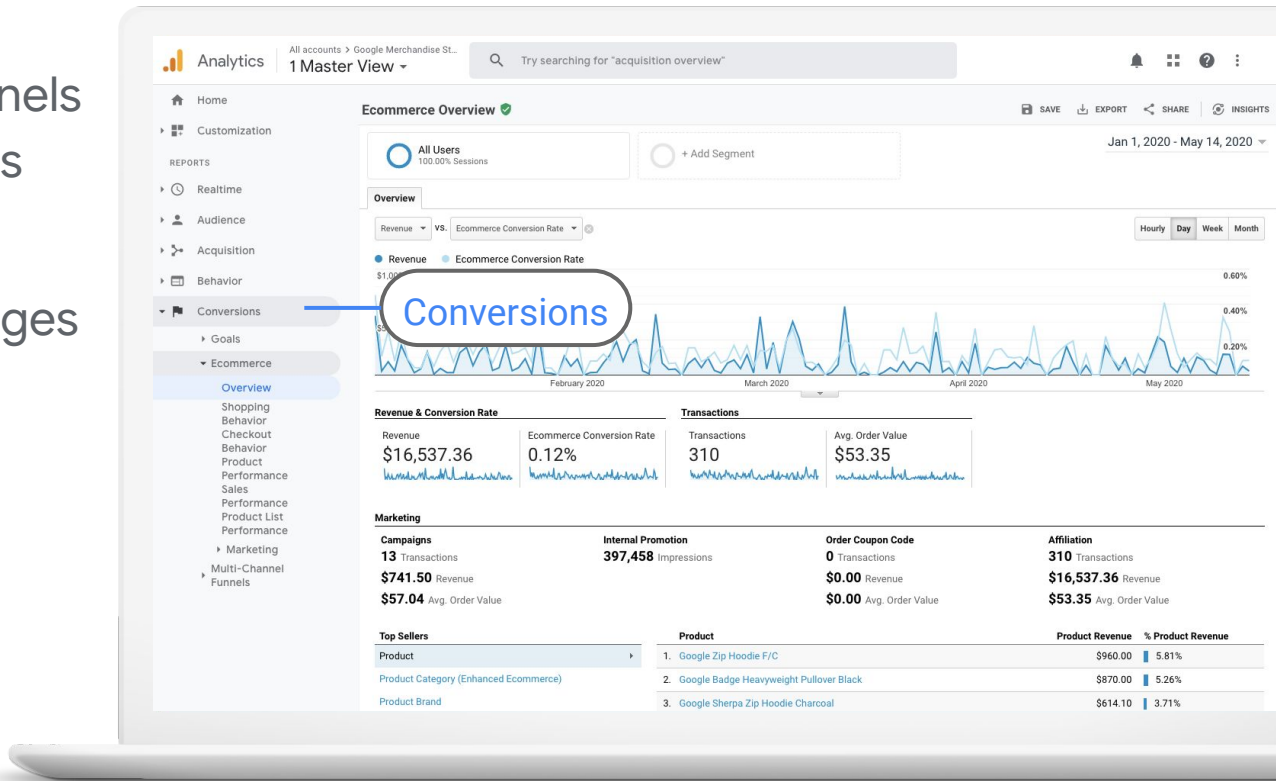 nels
s
ges
Analytics
All accounts > Google Merchandise St...
1 Master View
Try searching for "acquisition overview"
Home
Customization
REPORTS
Realtime
Audience
Acquisition
Behavior
Conversions
Goals
Ecommerce
Overview
Shopping
Behavior
Checkout
Behavior
Product
Performance
Sales
Performance
Product List
Performance
Marketing
Multi-Channel
Funnels
Ecommerce Overview
SAVE EXPORT SHARE INSIGHTS
All Users
100.00% Sessions
+ Add Segment
Jan 1, 2020 - May 14, 2020
Overview
Revenue VS. Ecommerce Conversion Rate
Hourly Day Week Month
Revenue Ecommerce Conversion Rate
0.60%
Conversions
0.40%
0.20%
February 2020 March 2020 April 2020 May 2020
Revenue & Conversion Rate Transactions
Revenue Ecommerce Conversion Rate Transactions Avg. Order Value
$16,537.36 0.12% 310 $53.35
Marketing
Campaigns Internal Promotion Order Coupon Code Affiliation
13 Transactions 397,458 Impressions 0 Transactions 310 Transactions
$741.50 Revenue $0.00 Revenue $16,537.36 Revenue
$57.04 Avg. Order Value $0.00 Avg. Order Value $53.35 Avg. Order Value
Top Sellers Product Product Revenue % Product Revenue
Product 1. Google Zip Hoodie F/C $960.00 5.81%
Product Category (Enhanced Ecommerce) 2. Google Badge Heavyweight Pullover Black $870.00 5.26%
Product Brand 3. Google Sherpa Zip Hoodie Charcoal $614.10 3.71%